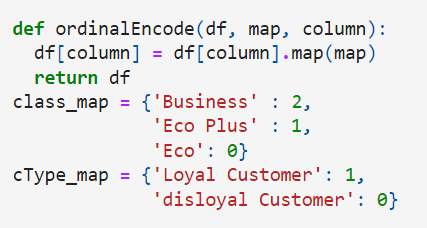 def ordinalEncode(df, map, column):
  df[column] = df[column].map(map)
  return df
class_map = {'Business' : 2,
             'Eco Plus' : 1,
             'Eco': 0}
cType_map = {'Loyal Customer': 1,
             'disloyal Customer': 0}